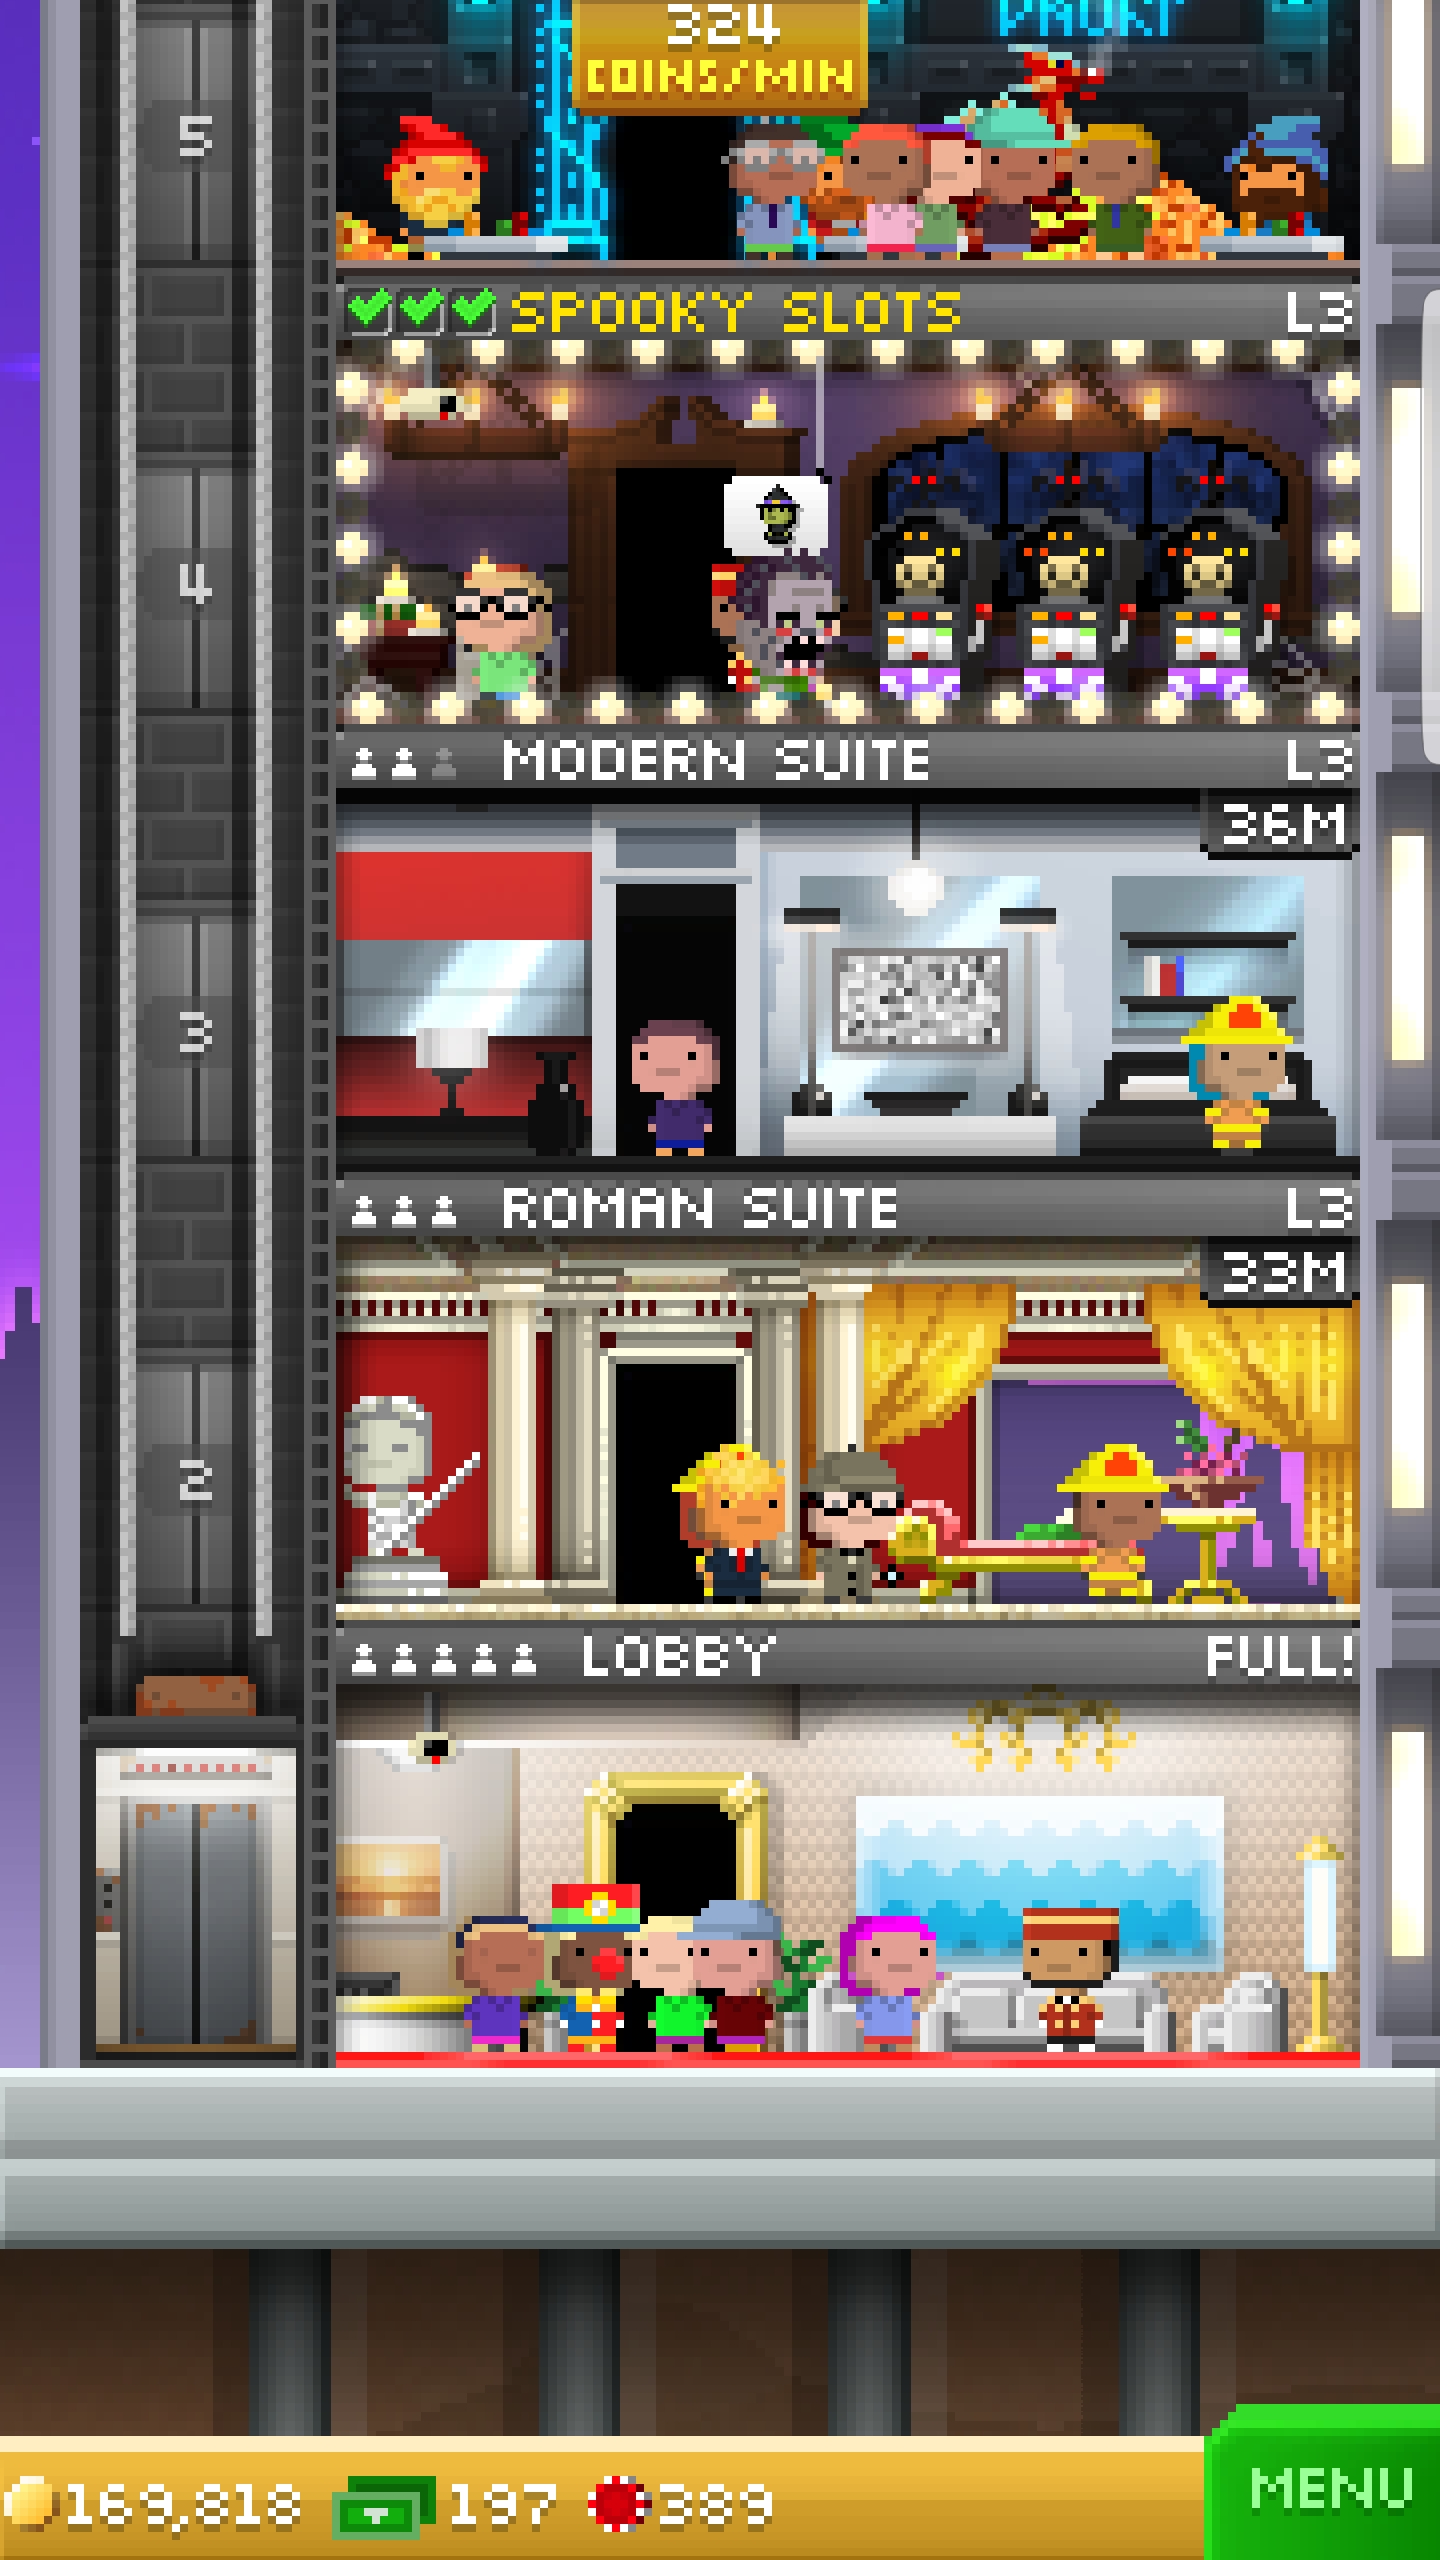 324
COINS/MIN
5
SPOOKY SLOTS L3
4
MODERN SUITE L3
36M
3
ROMAN SUITE L3
33M
2
LOBBY FULL!
169,818 197 389 MENU